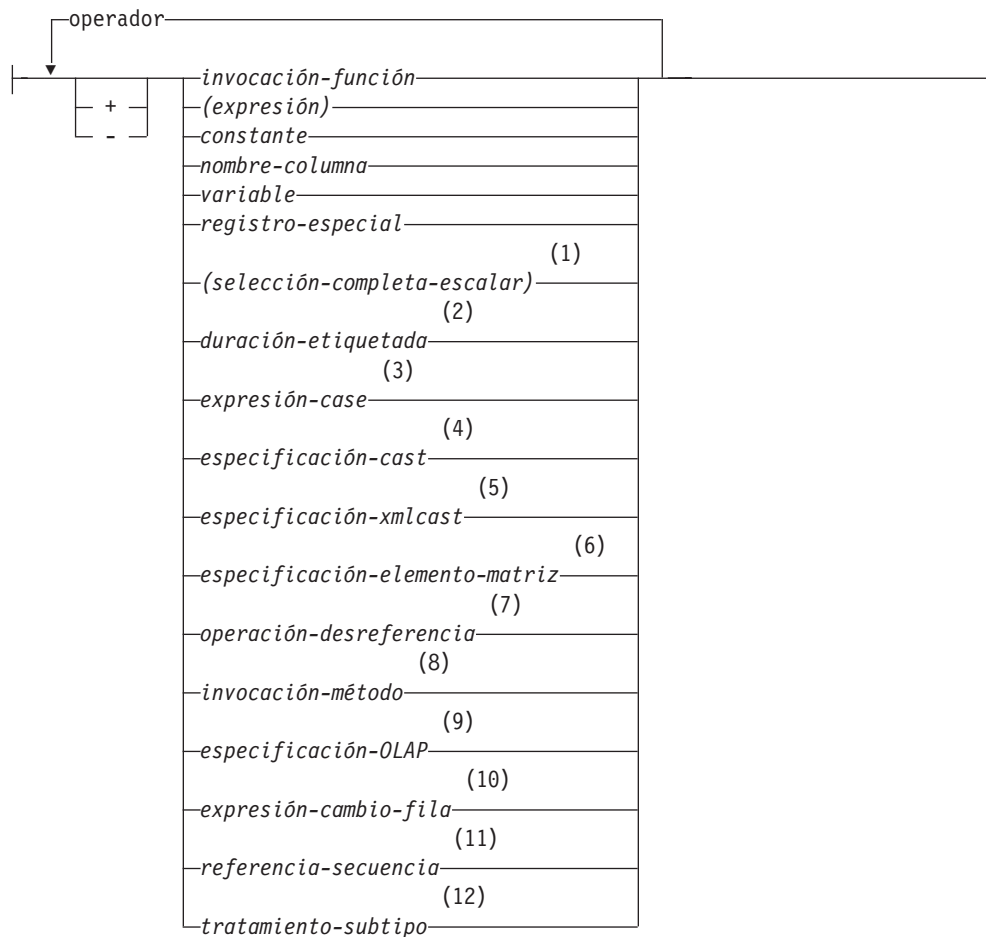 operador
invocación-función
+
(expresión)
-
constante
nombre-columna
variable
registro-especial
(1)
(selección-completa-escalar)
(2)
duración-etiquetada
(3)
expresión-case
(4)
especificación-cast
(5)
especificación-xmlcast
(6)
especificación-elemento-matriz
(7)
operación-desreferencia
(8)
invocación-método
(9)
especificación-OLAP
(10)
expresión-cambio-fila
(11)
referencia-secuencia
(12)
tratamiento-subtipo